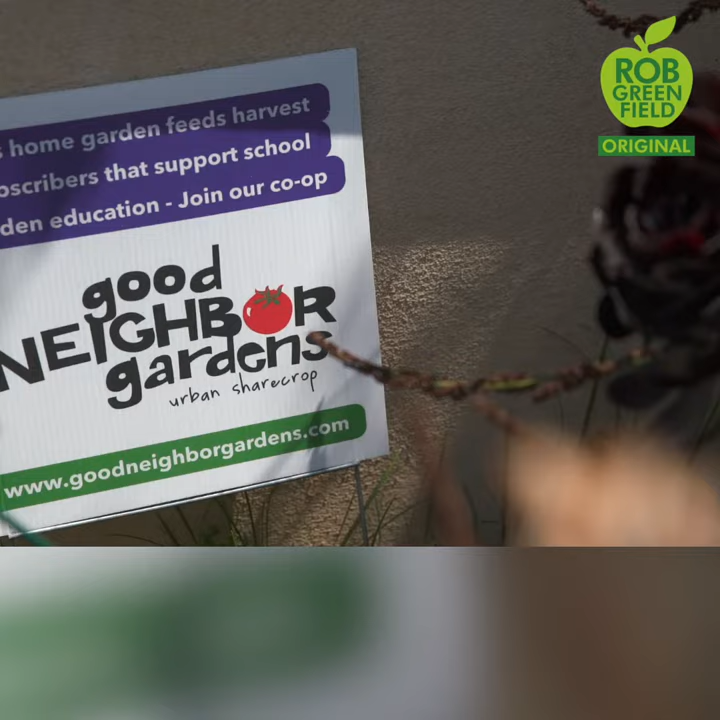 s home garden feeds harvest
bscribers that support school
den education - Join our co-op
good
NEIGHBOR
gardens
urban sharecrop
www.goodneighborgardens.com
ROB
GREEN
FIELD
ORIGINAL